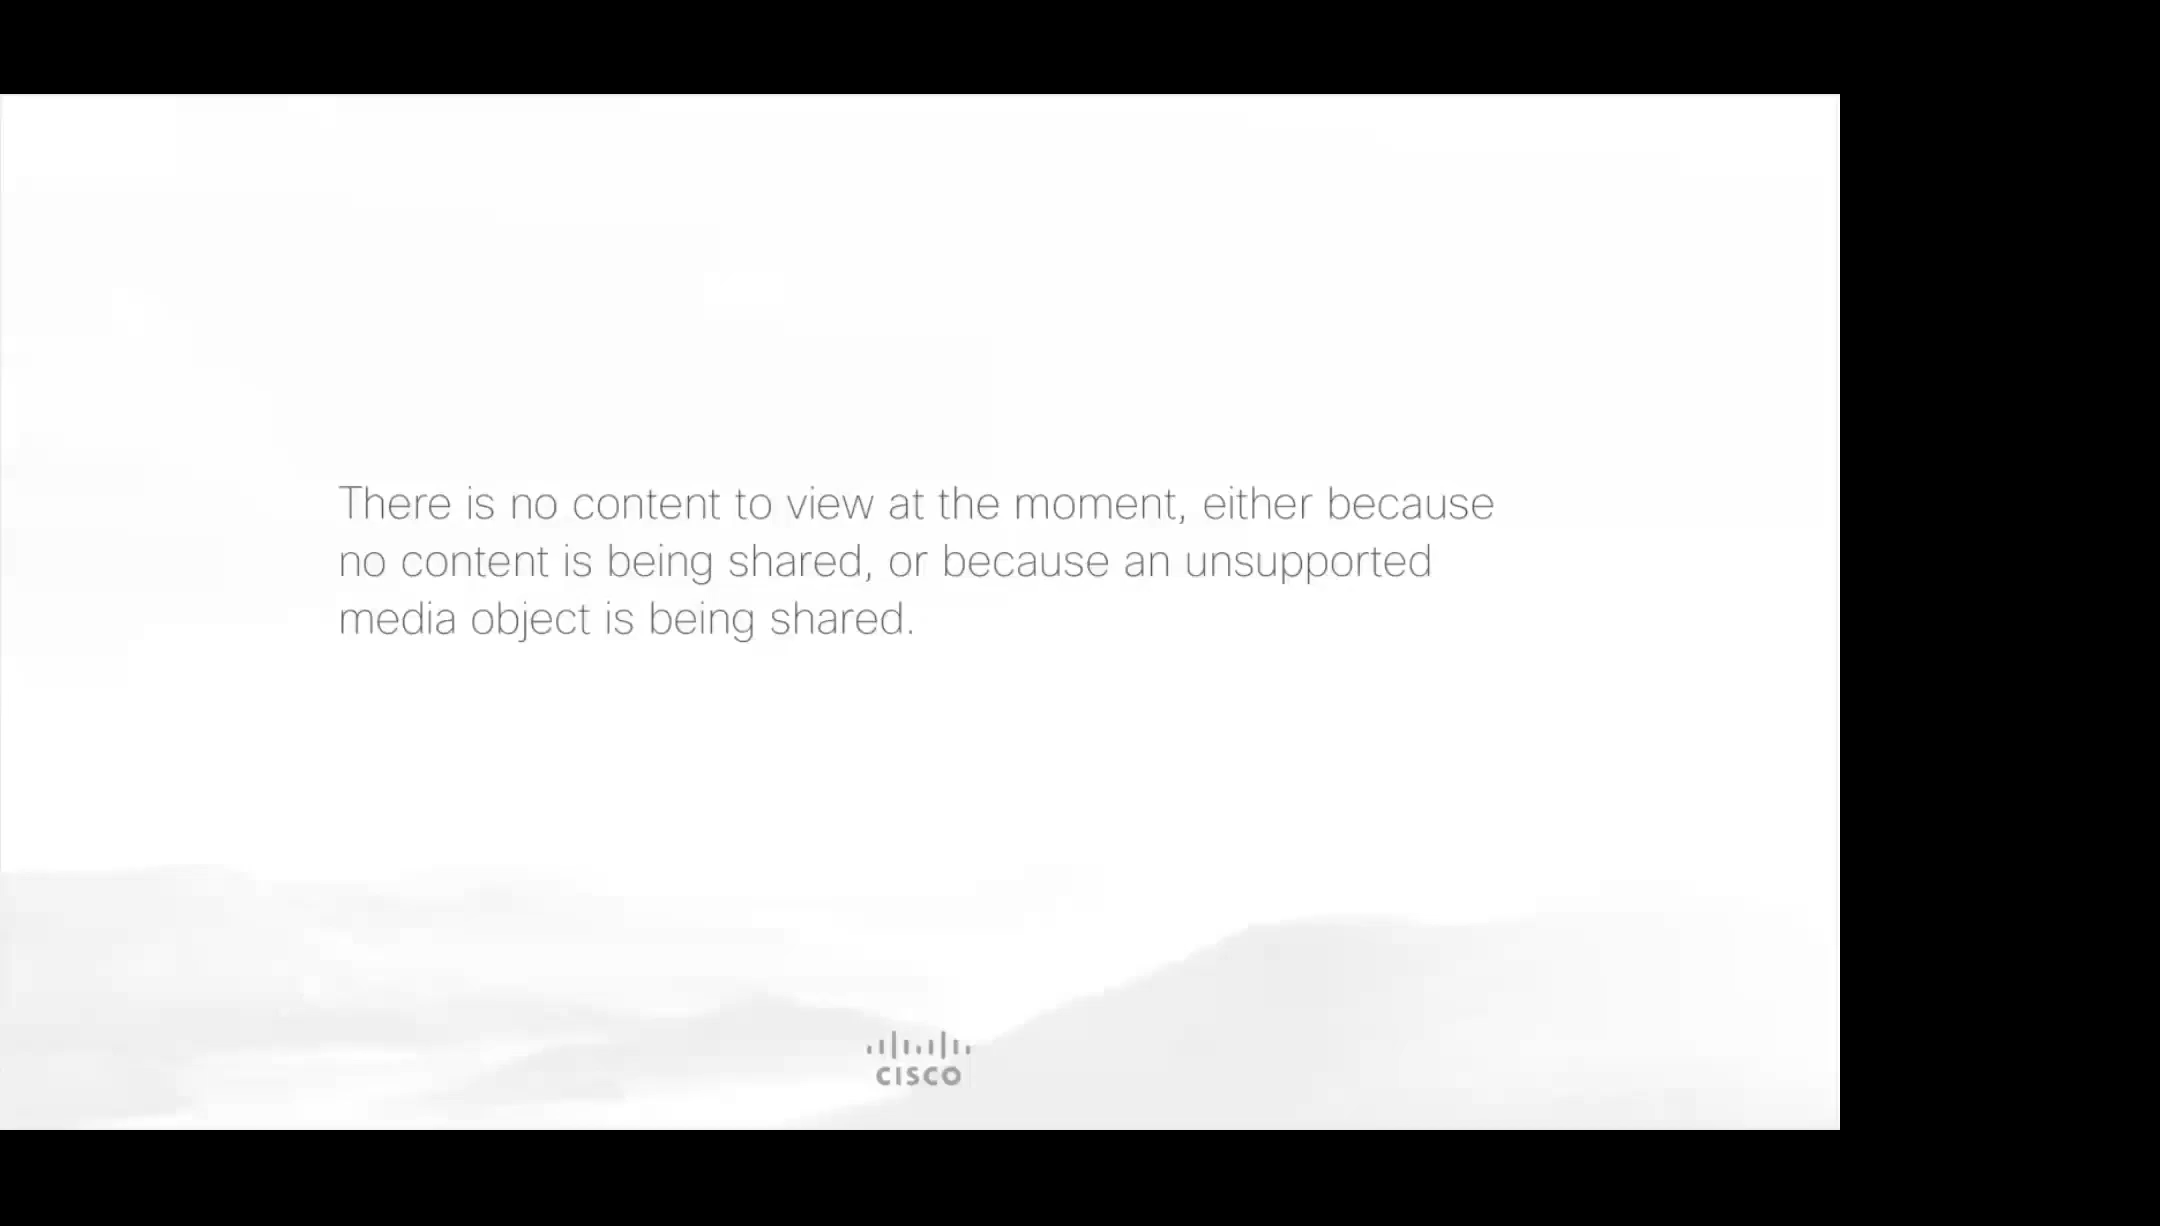 There is no content to view at the moment, either because
no content is being shared, or because an unsupported
media object is being shared.
CISCO